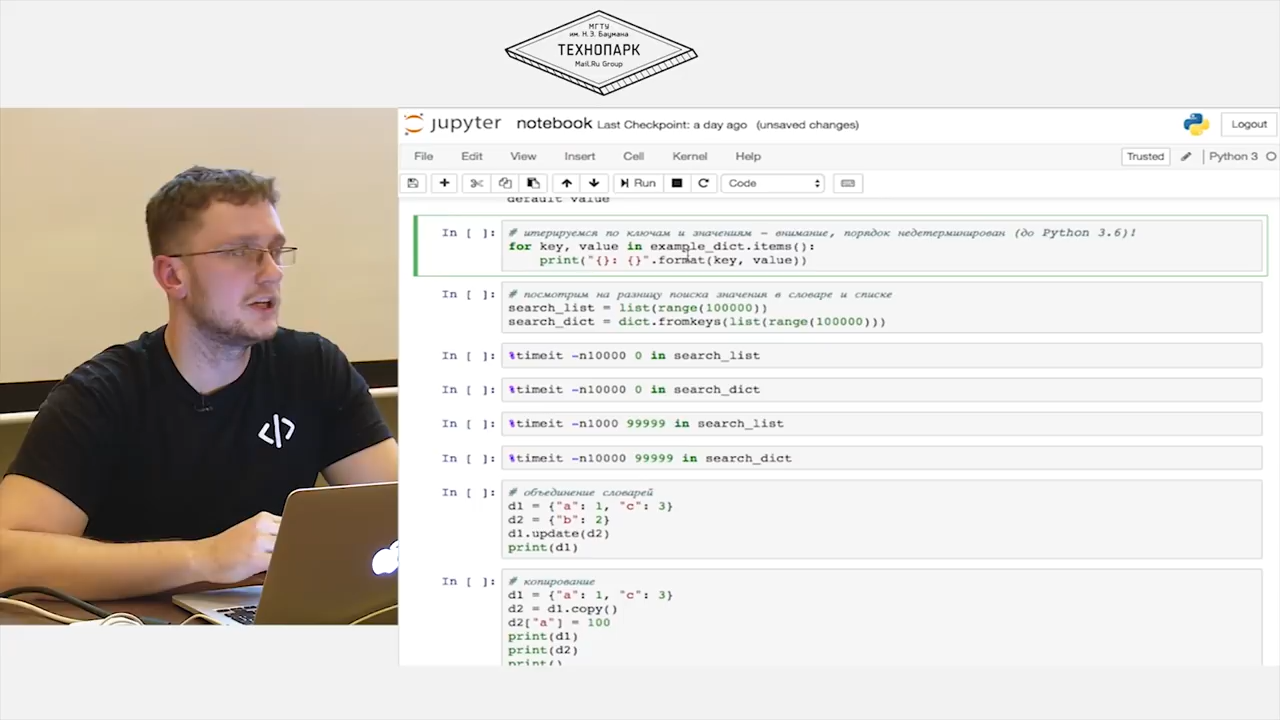 МГТУ
им. Н.Э. Баумана
ТЕХНОПАРК
Mail.Ru Group
jupyter notebook Last Checkpoint: a day ago (unsaved changes)
Logout
File Edit View Insert Cell Kernel Help
Trusted Python 3
Run Code
default value
In [ ]: # итерируемся по ключам и значениям - внимание, порядок недетерминирован (до Python 3.6)!
for key, value in example_dict.items():
print("{}: {}".format(key, value))
In [ ]: # посмотрим на разницу поиска значения в словаре и списке
search_list = list(range(100000))
search_dict = dict.fromkeys(list(range(100000)))
In [ ]: %timeit -n10000 0 in search_list
In [ ]: %timeit -n10000 0 in search_dict
In [ ]: %timeit -n1000 99999 in search_list
In [ ]: %timeit -n10000 99999 in search_dict
In [ ]: # объединение словарей
d1 = {"a": 1, "c": 3}
d2 = {"b": 2}
d1.update(d2)
print(d1)
In [ ]: # копирование
d1 = {"a": 1, "c": 3}
d2 = d1.copy()
d2["a"] = 100
print(d1)
print(d2)
print()